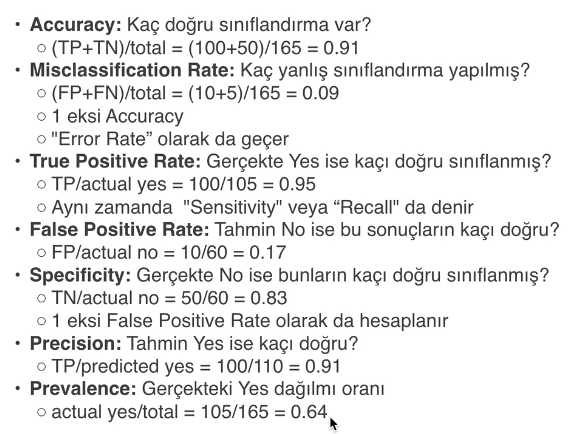 • Accuracy: Kaç doğru sınıflandırma var?
○ (TP+TN)/total = (100+50)/165 = 0.91
• Misclassification Rate: Kaç yanlış sınıflandırma yapılmış?
○ (FP+FN)/total = (10+5)/165 = 0.09
○ 1 eksi Accuracy
○ "Error Rate” olarak da geçer
• True Positive Rate: Gerçekte Yes ise kaçı doğru sınıflanmış?
○ TP/actual yes = 100/105 = 0.95
○ Aynı zamanda "Sensitivity" veya “Recall" da denir
• False Positive Rate: Tahmin No ise bu sonuçların kaçı doğru?
○ FP/actual no = 10/60 = 0.17
• Specificity: Gerçekte No ise bunların kaçı doğru sınıflanmış?
○ TN/actual no = 50/60 = 0.83
○ 1 eksi False Positive Rate olarak da hesaplanır
• Precision: Tahmin Yes ise kaçı doğru?
○ TP/predicted yes = 100/110 = 0.91
• Prevalence: Gerçekteki Yes dağılmı oranı
○ actual yes/total = 105/165 = 0.64